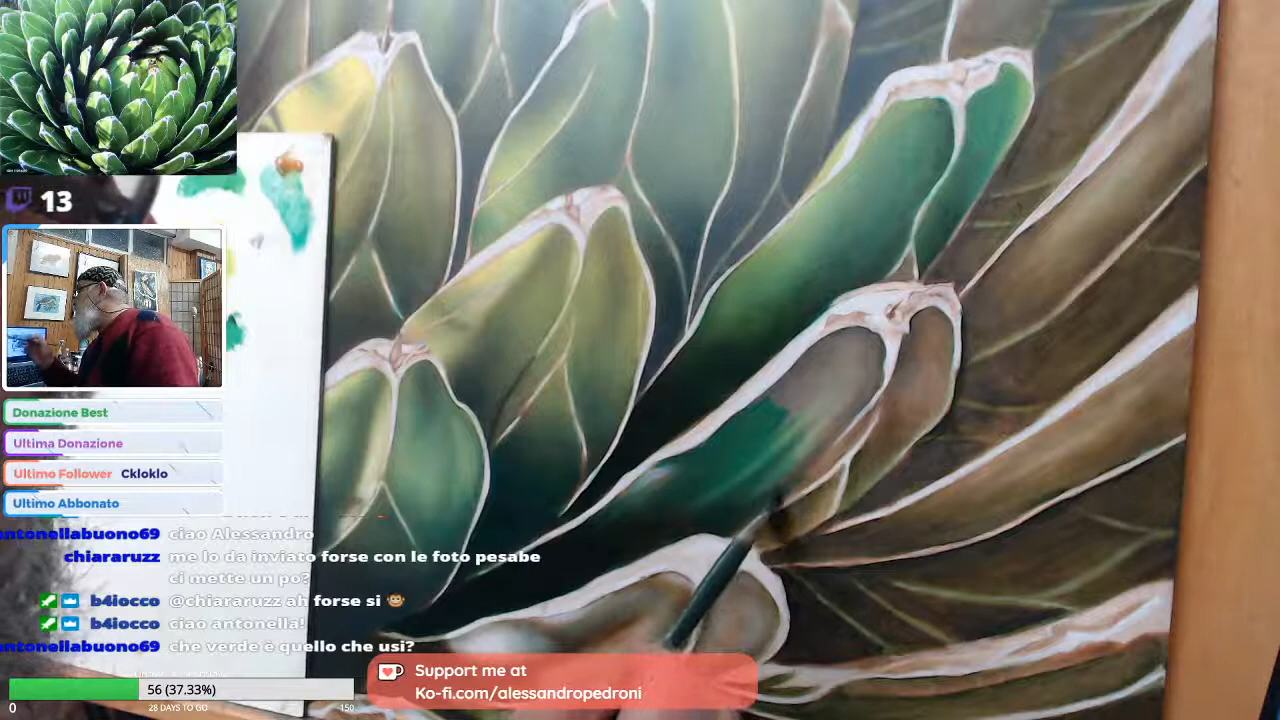 13
Donazione Best
Ultima Donazione
Ultimo Follower Ckloklo
Ultimo Abbonato
antonellabuono69 ciao Alessandro
chiararuzz me lo da inviato forse con le foto pesabe
ci mette un po?
b4iocco @chiararuzz ah forse si
b4iocco ciao antonella!
antonellabuono69 che verde è quello che usi?
Support me at
Ko-fi.com/alessandropedroni
56 (37.33%)
0 28 DAYS TO GO 150